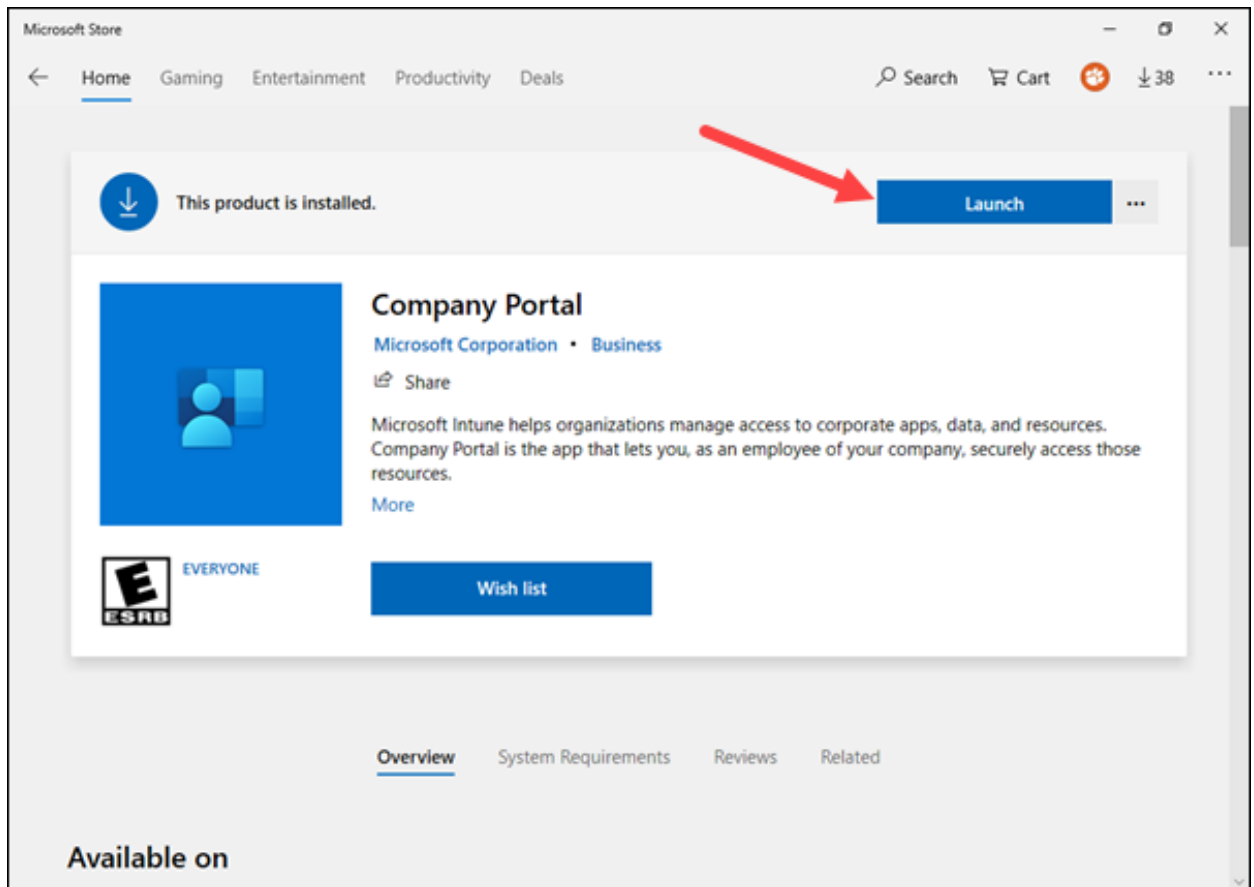 Microsoft Store
Home Gaming Entertainment Productivity Deals Search Cart 38 ...
This product is installed. Launch ...
Company Portal
Microsoft Corporation • Business
Share
Microsoft Intune helps organizations manage access to corporate apps, data, and resources.
Company Portal is the app that lets you, as an employee of your company, securely access those
resources.
More
E EVERYONE
ESRB
Wish list
Overview System Requirements Reviews Related
Available on